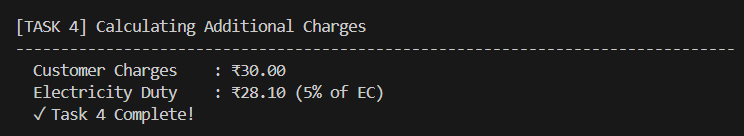 [TASK 4] Calculating Additional Charges
--------------------------------------------------------------------------------
Customer Charges    : ₹30.00
Electricity Duty    : ₹28.10 (5% of EC)
✓ Task 4 Complete!